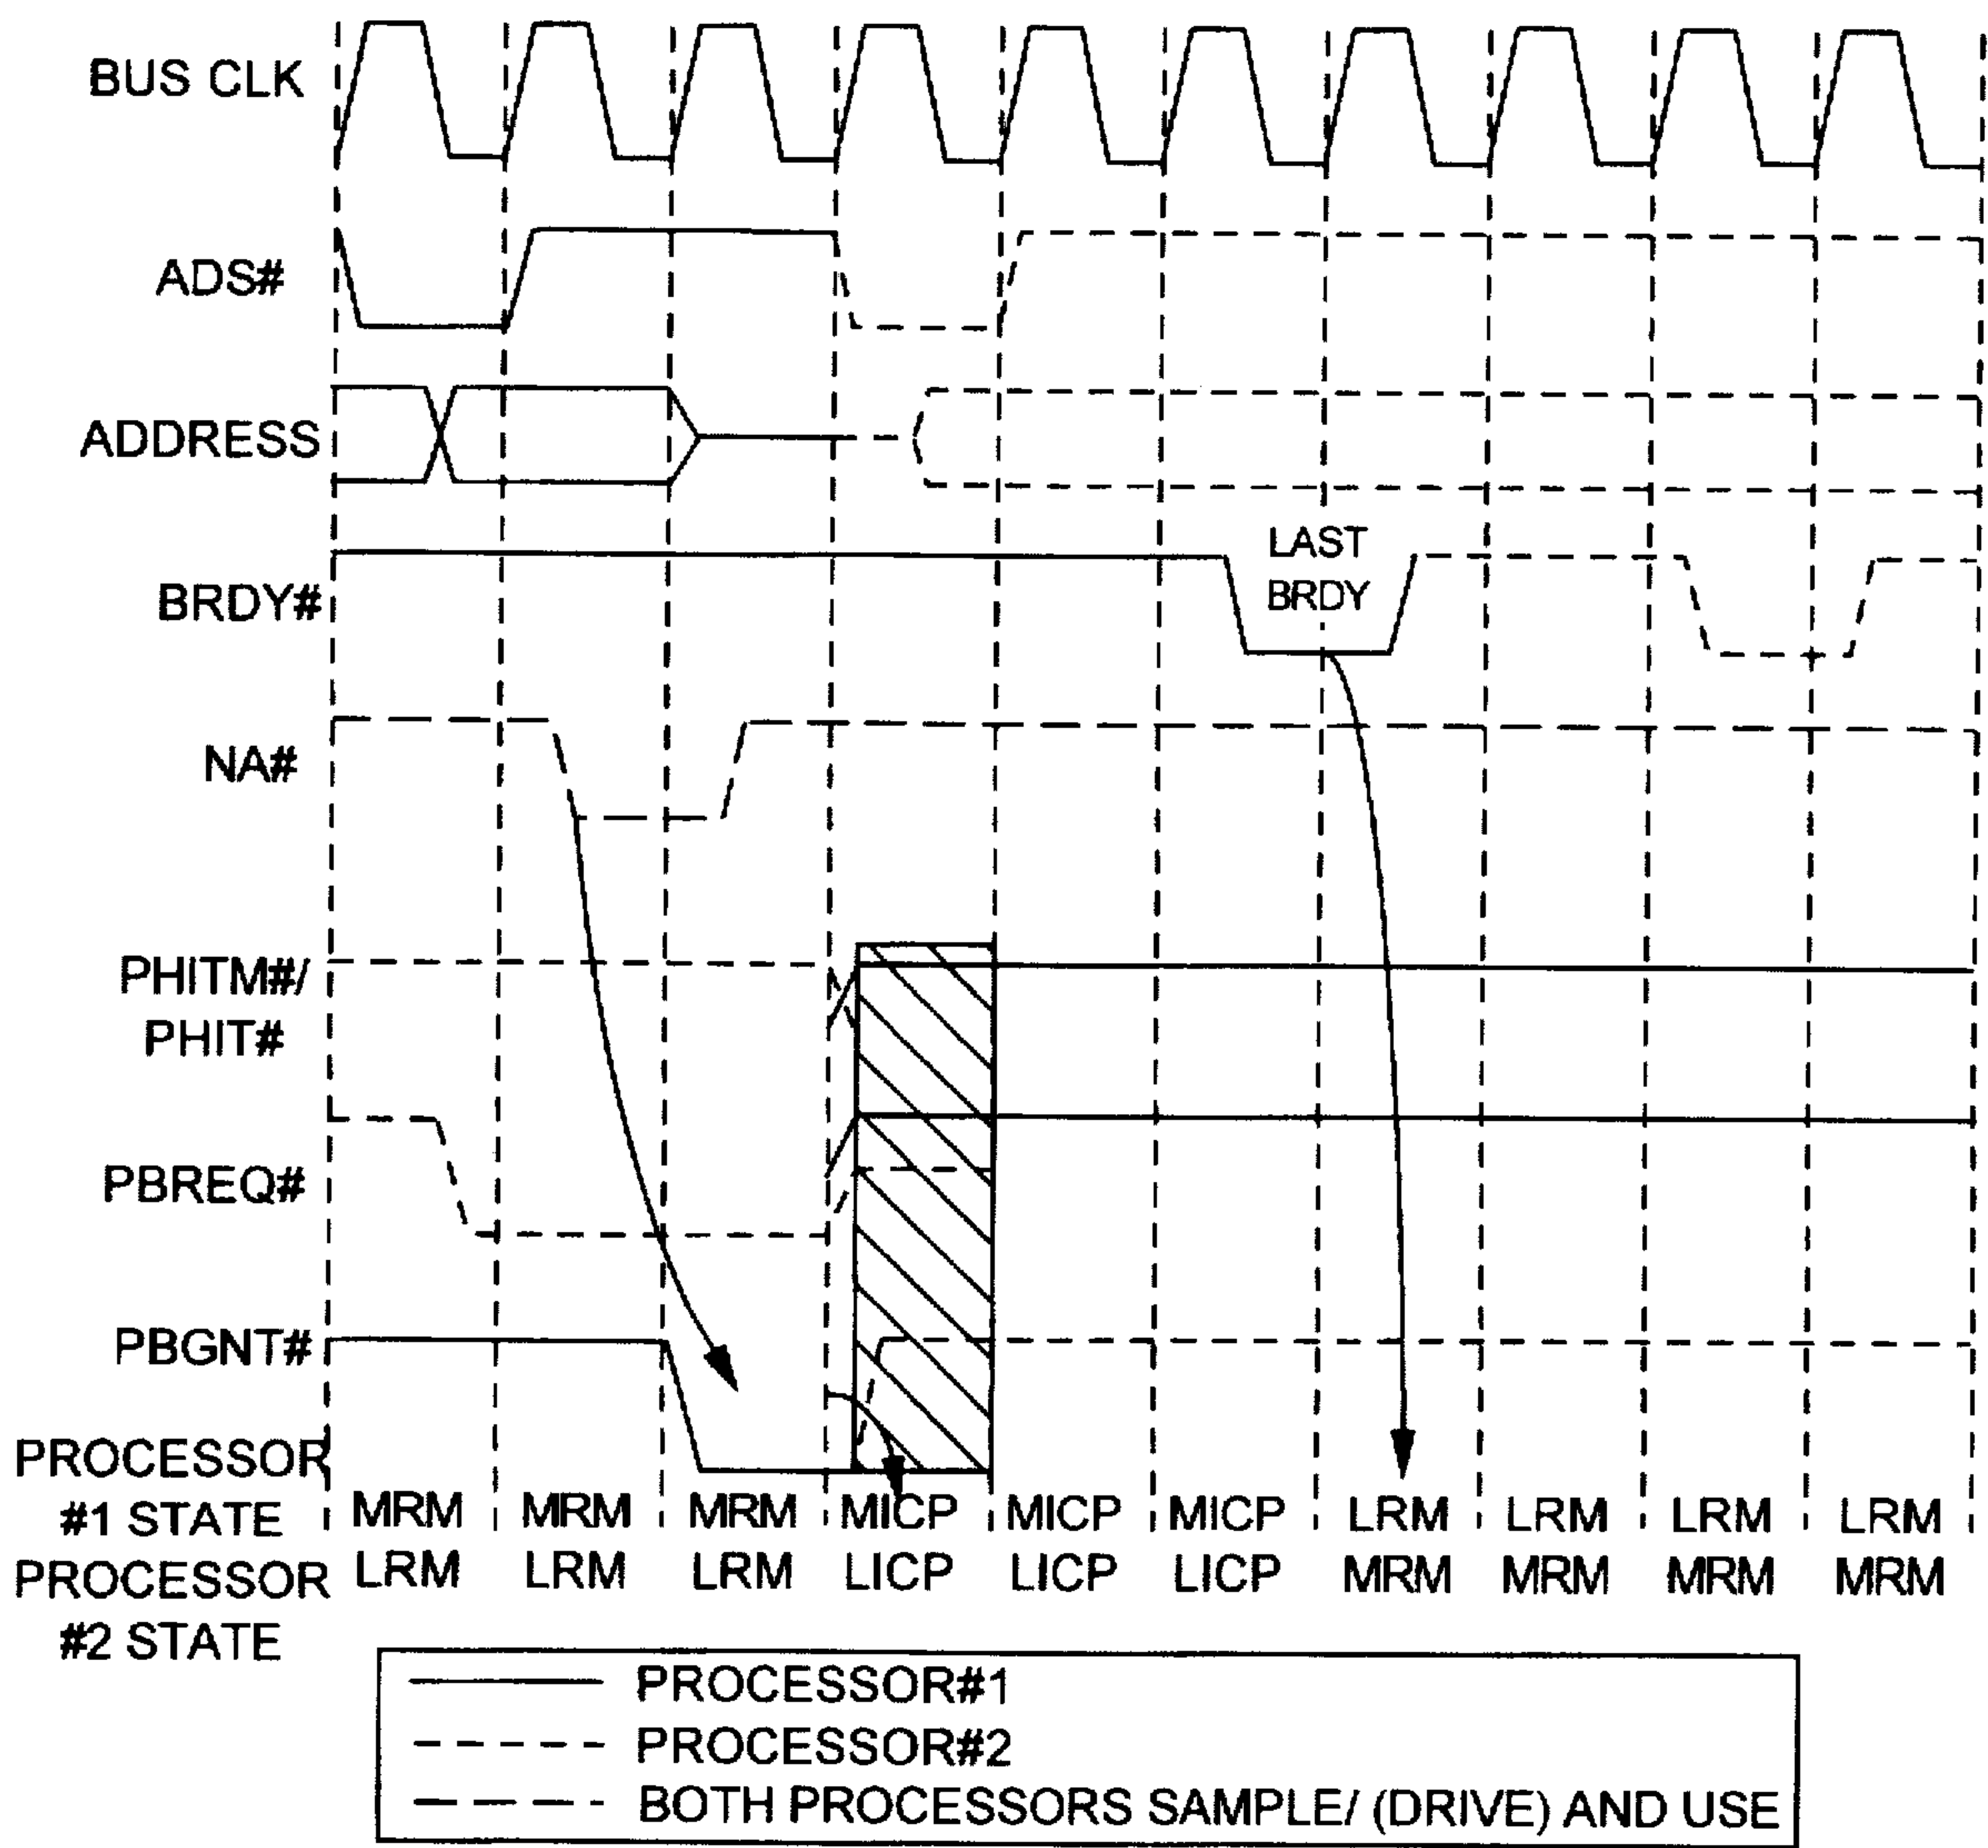 BUS CLK
ADS#
ADDRESS
BRDY#
LAST
BRDY
NA#
PHITM#/
PHIT#
PBREQ#
PBGNT#
PROCESSOR
#1 STATE
MRM MRM MRM MICP MICP MICP LRM LRM LRM LRM
PROCESSOR
#2 STATE
LRM LRM LRM LICP LICP LICP MRM MRM MRM MRM
PROCESSOR#1
PROCESSOR#2
BOTH PROCESSORS SAMPLE/ (DRIVE) AND USE